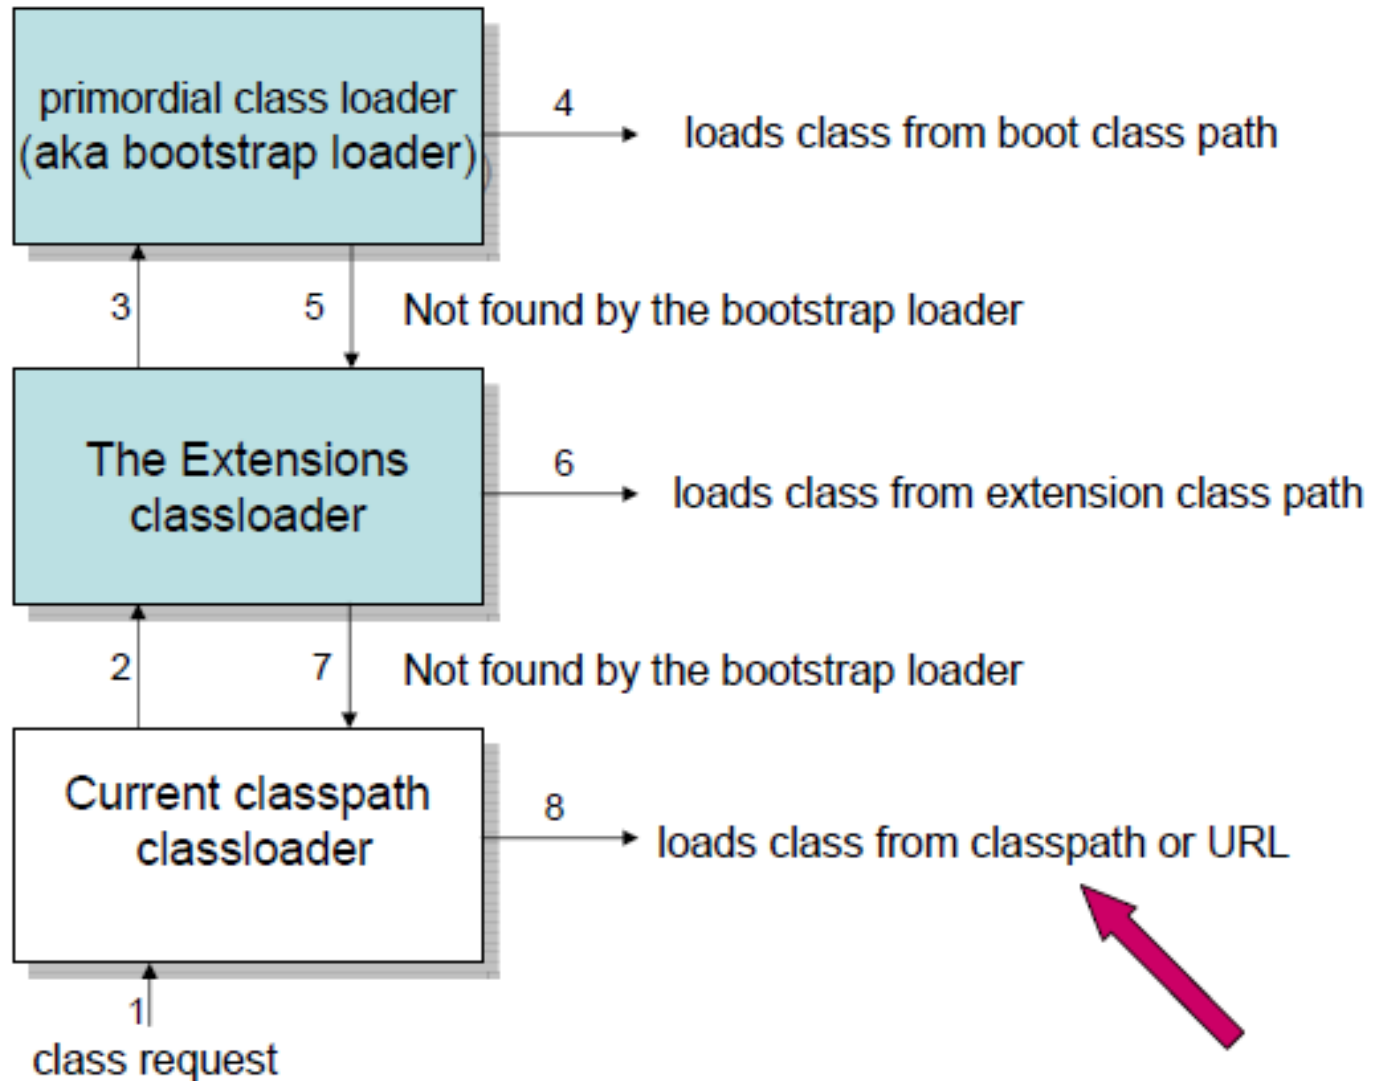 primordial class loader
(aka bootstrap loader))
4
loads class from boot class path
3
5
Not found by the bootstrap loader
The Extensions
classloader
6
loads class from extension class path
2
7
Not found by the bootstrap loader
Current classpath
classloader
8
loads class from classpath or URL
1
class request